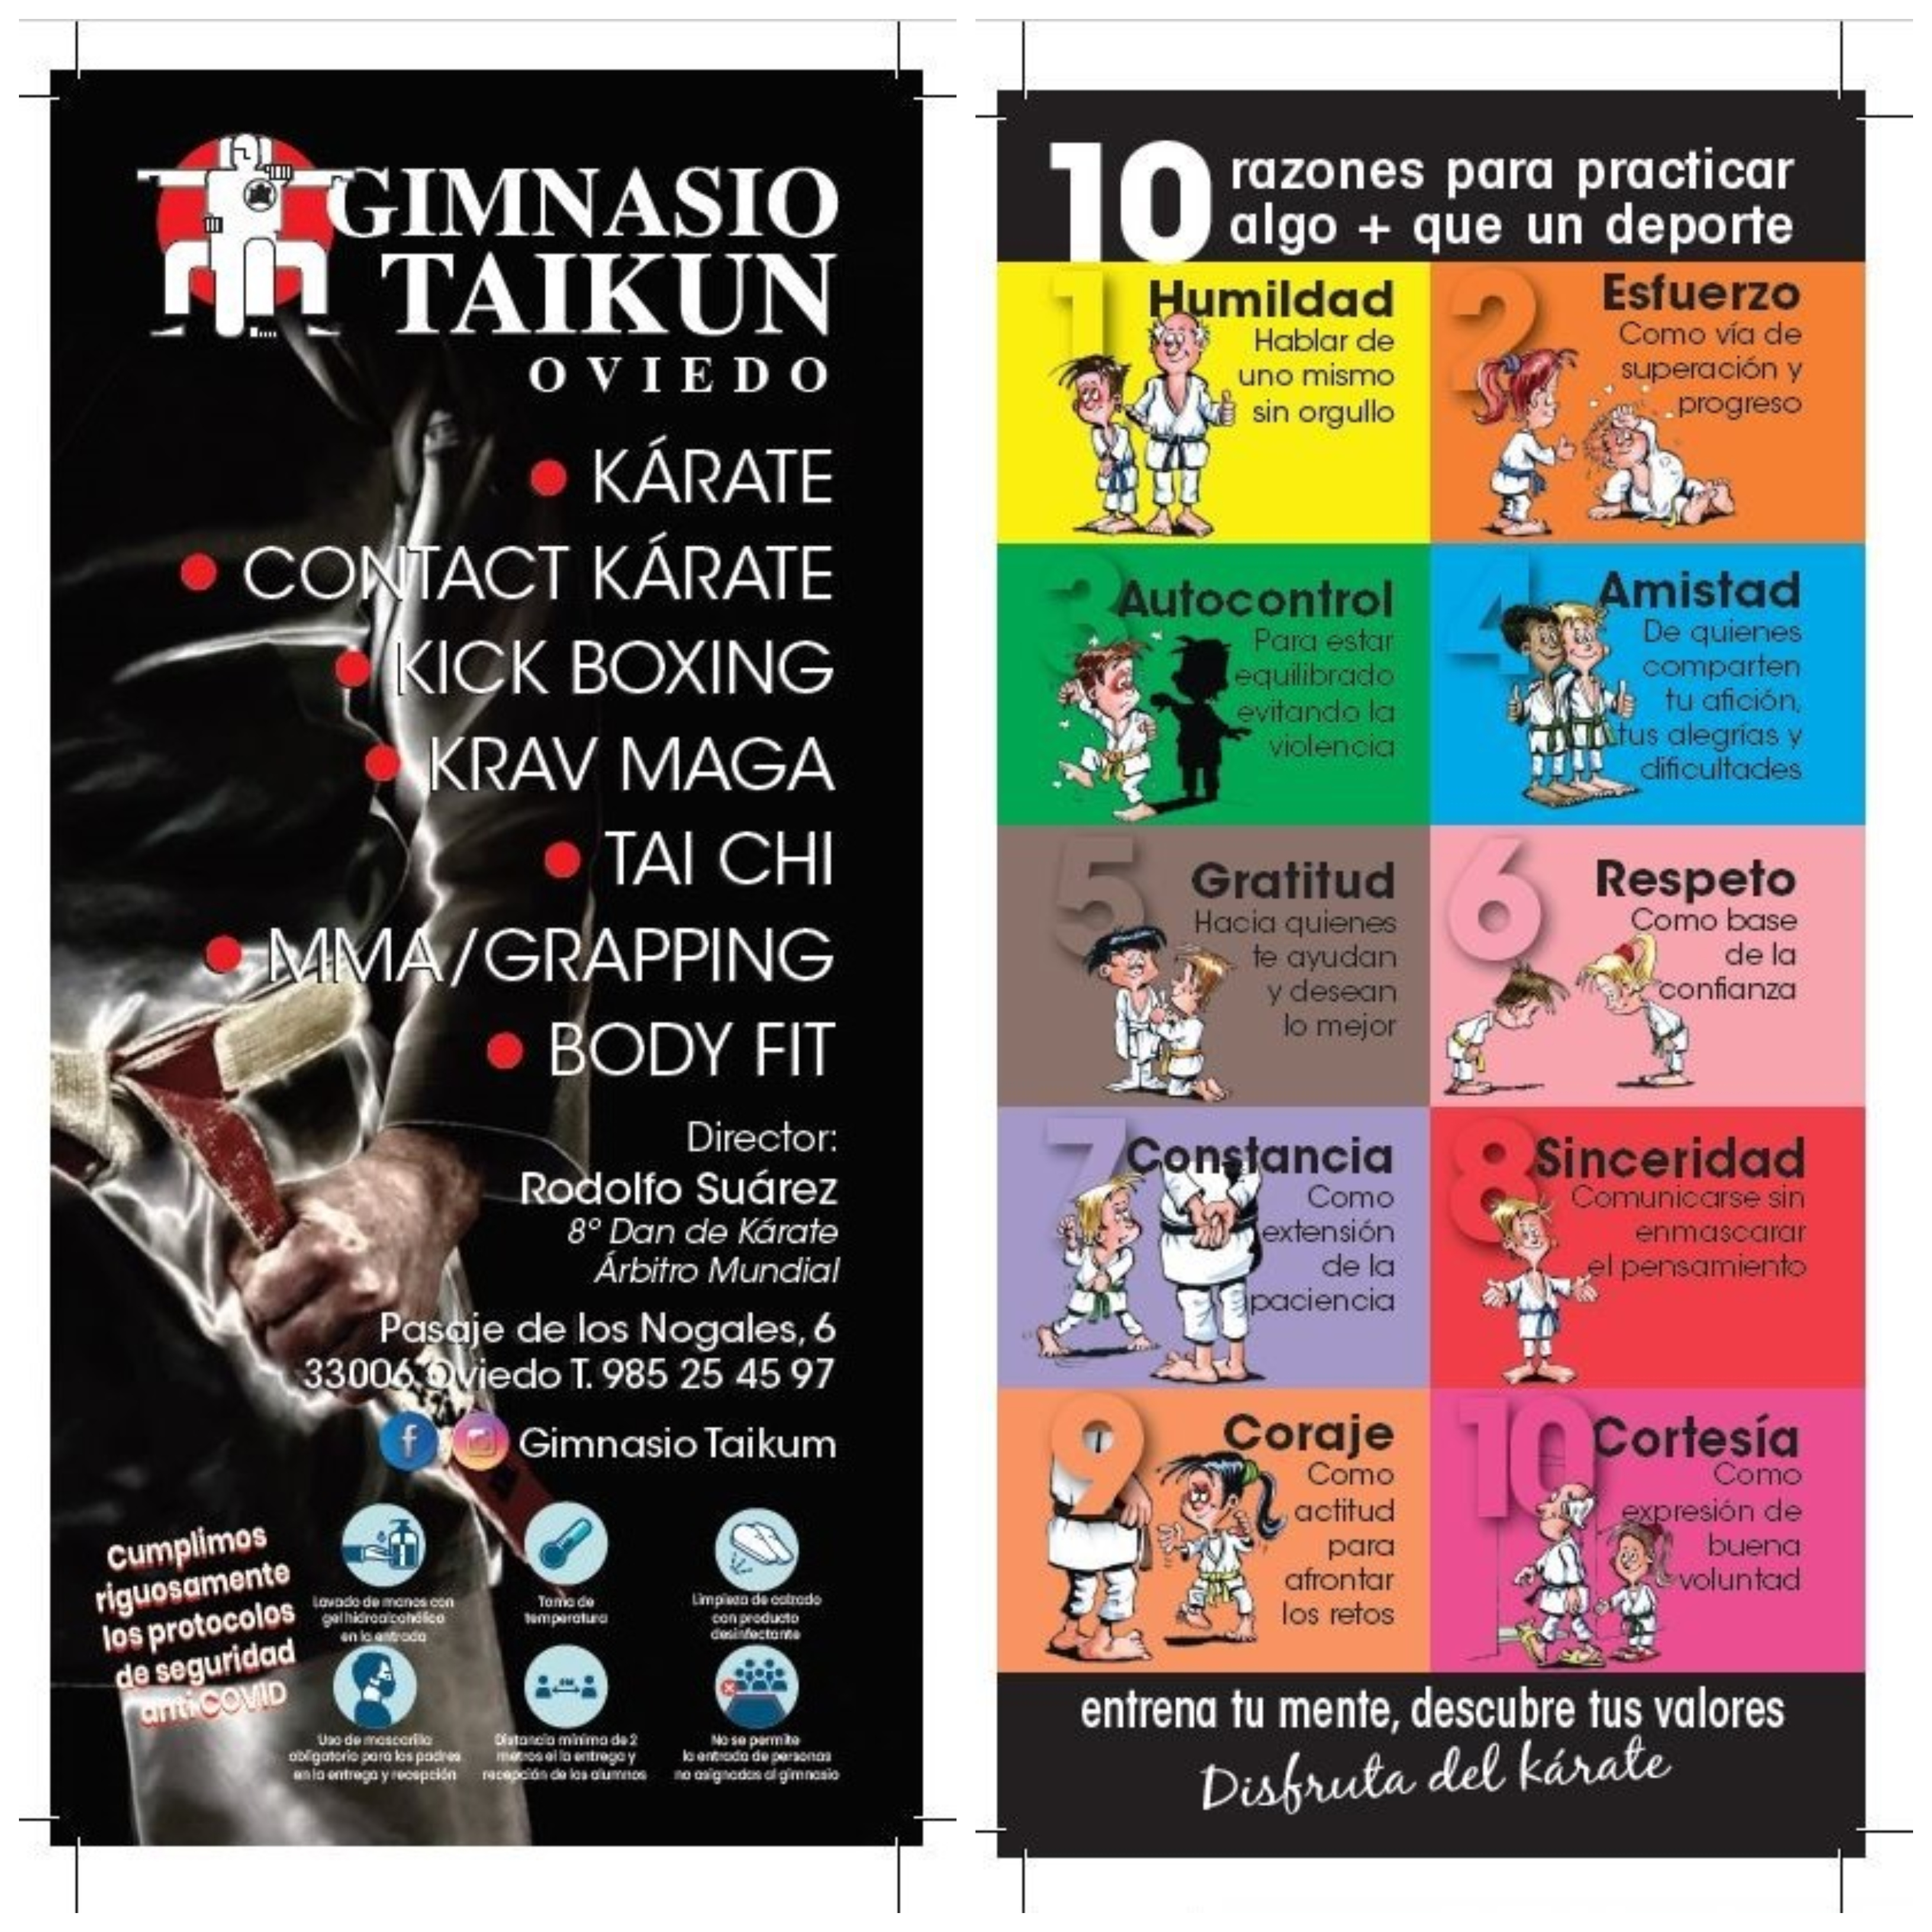 GIMNASIO
TAIKUN
OVIEDO
• KÁRATE
• CONTACT KÁRATE
• KICK BOXING
• KRAV MAGA
• TAI CHI
• MMA/GRAPPING
• BODY FIT
Director:
Rodolfo Suárez
8º Dan de Kárate
Árbitro Mundial
Pasaje de los Nogales, 6
33006 Oviedo T. 985 25 45 97
Gimnasio Taikum
Cumplimos
riguosamente
los protocolos
de seguridad
anti COVID
Lavado de manos con
gel hidroalcohólico
en la entrada
Toma de
temperatura
Limpieza de calzado
con producto
desinfectante
Uso de mascarilla
obligatorio para los padres
en la entrega y recepción
Distancia mínima de 2
metros el la entrega y
recepción de los alumnos
No se permite
la entrada de personas
no asignadas al gimnasio
10 razones para practicar
algo + que un deporte
1 Humildad
Hablar de
uno mismo
sin orgullo
2 Esfuerzo
Como vía de
superación y
progreso
3 Autocontrol
Para estar
equilibrado
evitando la
violencia
4 Amistad
De quienes
comparten
tu afición,
tus alegrías y
dificultades
5 Gratitud
Hacia quienes
te ayudan
y desean
lo mejor
6 Respeto
Como base
de la
confianza
7 Constancia
Como
extensión
de la
paciencia
8 Sinceridad
Comunicarse sin
enmascarar
el pensamiento
9 Coraje
Como
actitud
para
afrontar
los retos
10 Cortesía
Como
expresión de
buena
voluntad
entrena tu mente, descubre tus valores
Disfruta del kárate